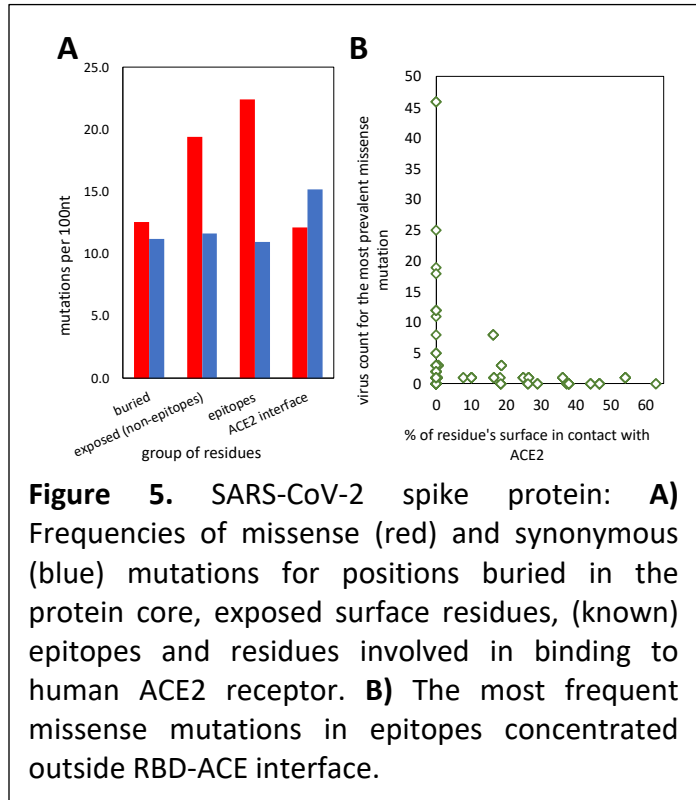 A
B
25.0
20.0
15.0
10.0
5.0
0.0
mutations per 100nt
buried
exposed (non-epitopes)
epitopes
ACE2 interface
group of residues
50
45
40
35
30
25
20
15
10
5
0
virus count for the most prevalent missense
mutation
0 10 20 30 40 50 60
% of residue's surface in contact with
ACE2
Figure 5. SARS-CoV-2 spike protein: A)
Frequencies of missense (red) and synonymous
(blue) mutations for positions buried in the
protein core, exposed surface residues, (known)
epitopes and residues involved in binding to
human ACE2 receptor. B) The most frequent
missense mutations in epitopes concentrated
outside RBD-ACE interface.